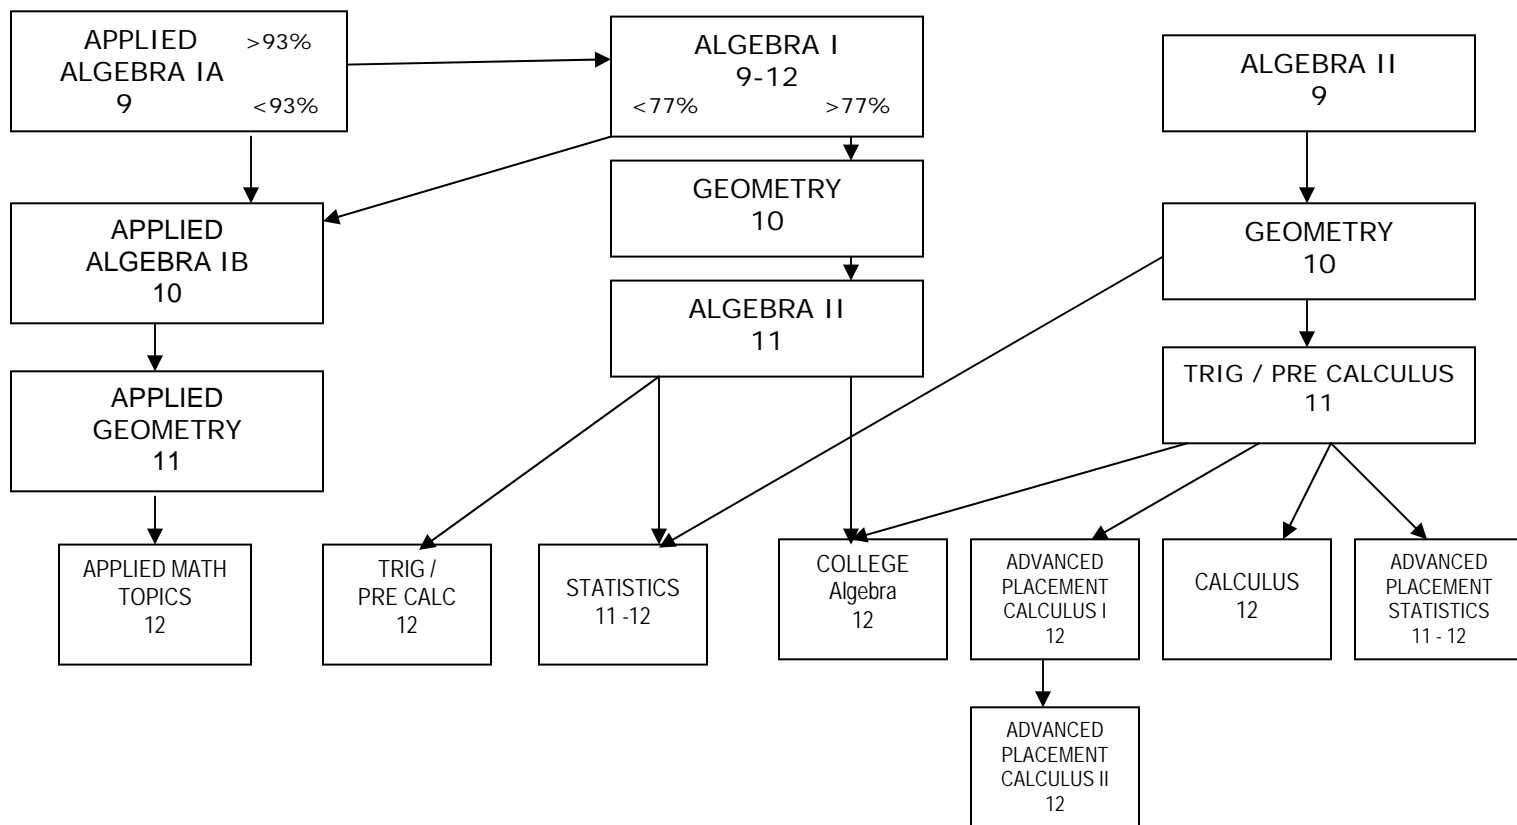 APPLIED >93%
ALGEBRA IA
9 <93%
ALGEBRA I
9-12
<77% >77%
ALGEBRA II
9
GEOMETRY
10
APPLIED
ALGEBRA IB
10
GEOMETRY
10
ALGEBRA II
11
TRIG / PRE CALCULUS
11
APPLIED
GEOMETRY
11
APPLIED MATH
TOPICS
12
TRIG /
PRE CALC
12
STATISTICS
11 -12
COLLEGE
Algebra
12
ADVANCED
PLACEMENT
CALCULUS I
12
CALCULUS
12
ADVANCED
PLACEMENT
STATISTICS
11 - 12
ADVANCED
PLACEMENT
CALCULUS II
12